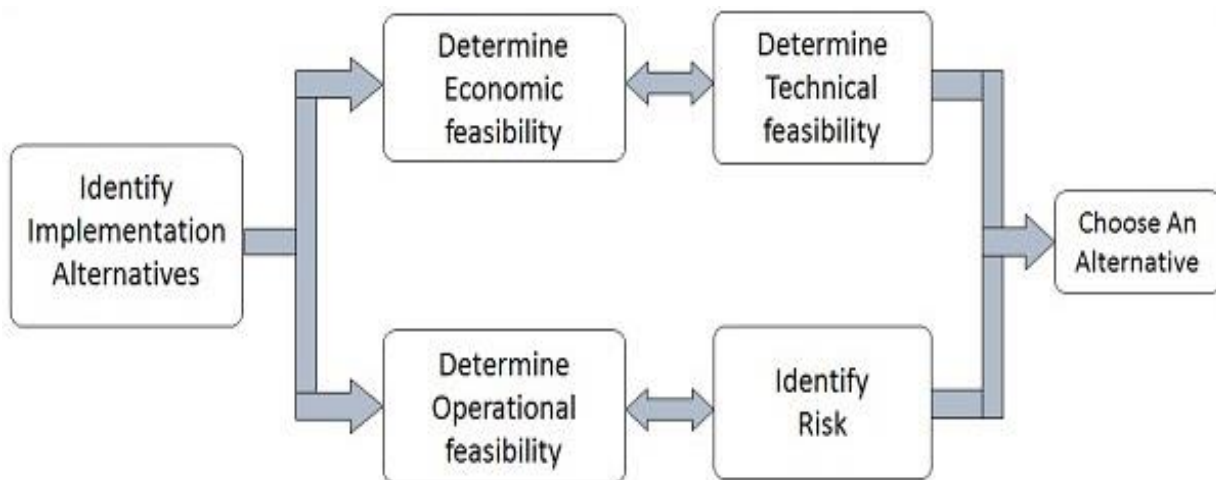 Identify
Implementation
Alternatives
Determine
Economic
feasibility
Determine
Technical
feasibility
Determine
Operational
feasibility
Identify
Risk
Choose An
Alternative